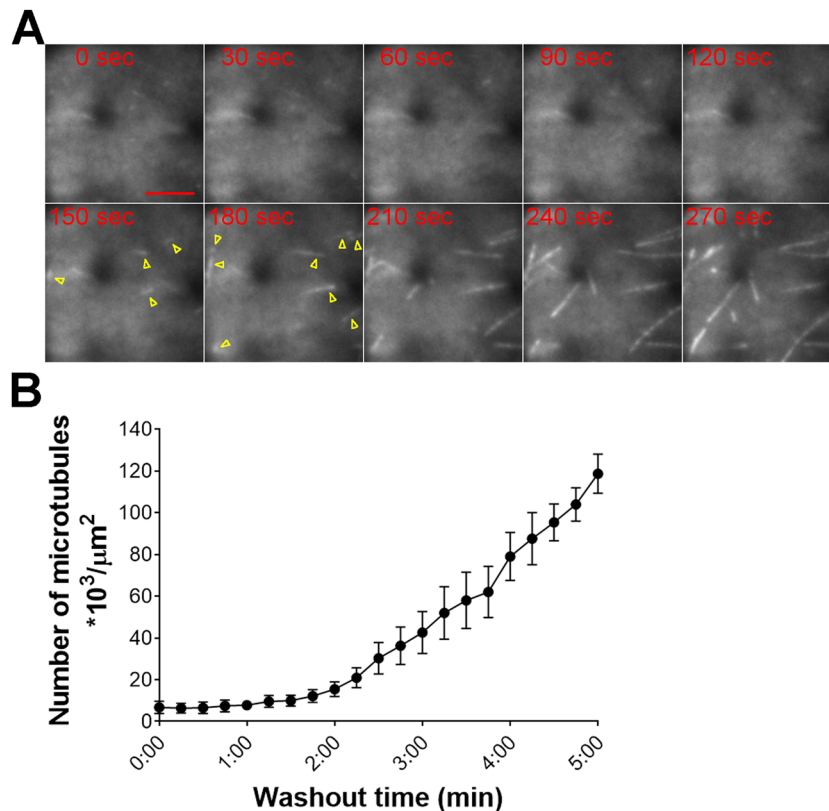 A
0 sec
30 sec
60 sec
90 sec
120 sec
150 sec
180 sec
210 sec
240 sec
270 sec
B
Number of microtubules
*10³/µm²
140
120
100
80
60
40
20
0
0:00
1:00
2:00
3:00
4:00
5:00
Washout time (min)